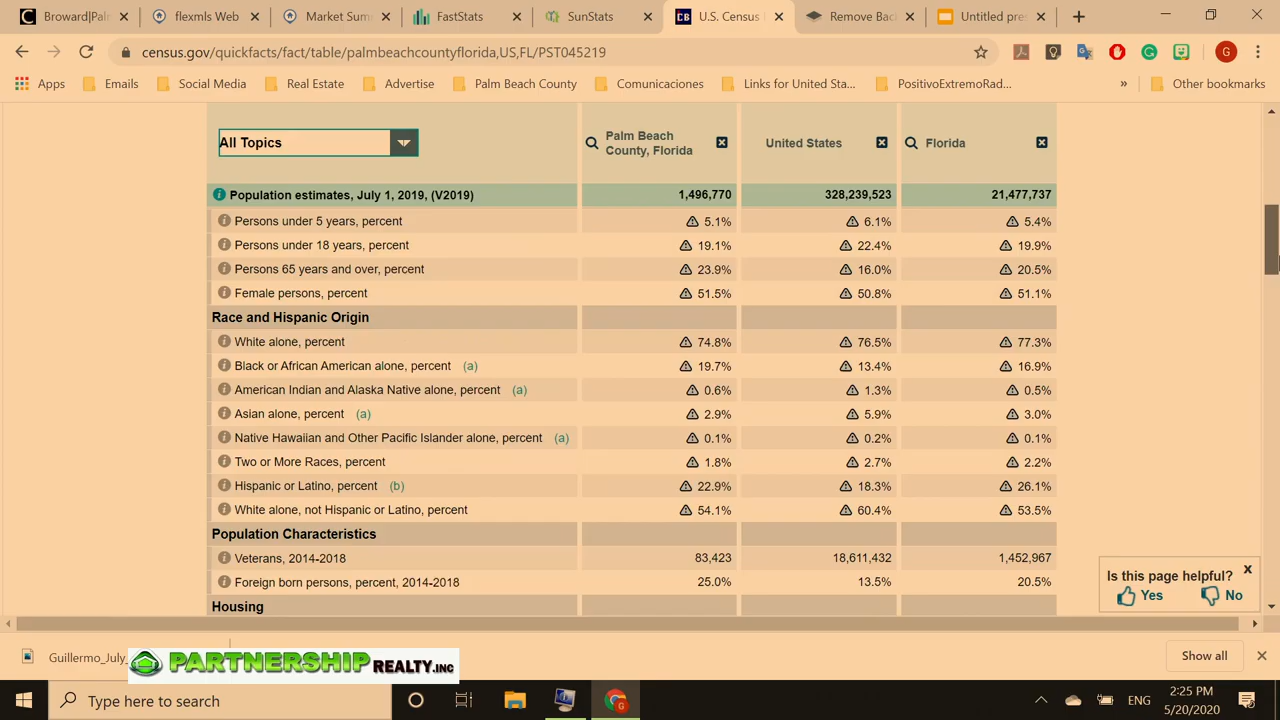 Broward|Pal
flexmls Web
Market Sum
FastStats
SunStats
U.S. Census
Remove Bac
Untitled pre
census.gov/quickfacts/fact/table/palmbeachcountyflorida,US,FL/PST045219
G
Apps
Emails
Social Media
Real Estate
Advertise
Palm Beach County
Comunicaciones
Links for United Sta...
PositivoExtremoRad...
»
Other bookmarks
All Topics
Palm Beach
County, Florida
United States
Florida
Population estimates, July 1, 2019, (V2019) 1,496,770 328,239,523 21,477,737
Persons under 5 years, percent 5.1% 6.1% 5.4%
Persons under 18 years, percent 19.1% 22.4% 19.9%
Persons 65 years and over, percent 23.9% 16.0% 20.5%
Female persons, percent 51.5% 50.8% 51.1%
Race and Hispanic Origin
White alone, percent 74.8% 76.5% 77.3%
Black or African American alone, percent (a) 19.7% 13.4% 16.9%
American Indian and Alaska Native alone, percent (a) 0.6% 1.3% 0.5%
Asian alone, percent (a) 2.9% 5.9% 3.0%
Native Hawaiian and Other Pacific Islander alone, percent (a) 0.1% 0.2% 0.1%
Two or More Races, percent 1.8% 2.7% 2.2%
Hispanic or Latino, percent (b) 22.9% 18.3% 26.1%
White alone, not Hispanic or Latino, percent 54.1% 60.4% 53.5%
Population Characteristics
Veterans, 2014-2018 83,423 18,611,432 1,452,967
Foreign born persons, percent, 2014-2018 25.0% 13.5% 20.5%
Housing
Is this page helpful? x
Yes No
Guillermo_July
Show all
PARTNERSHIP REALTY.INC
Type here to search
ENG
2:25 PM
5/20/2020